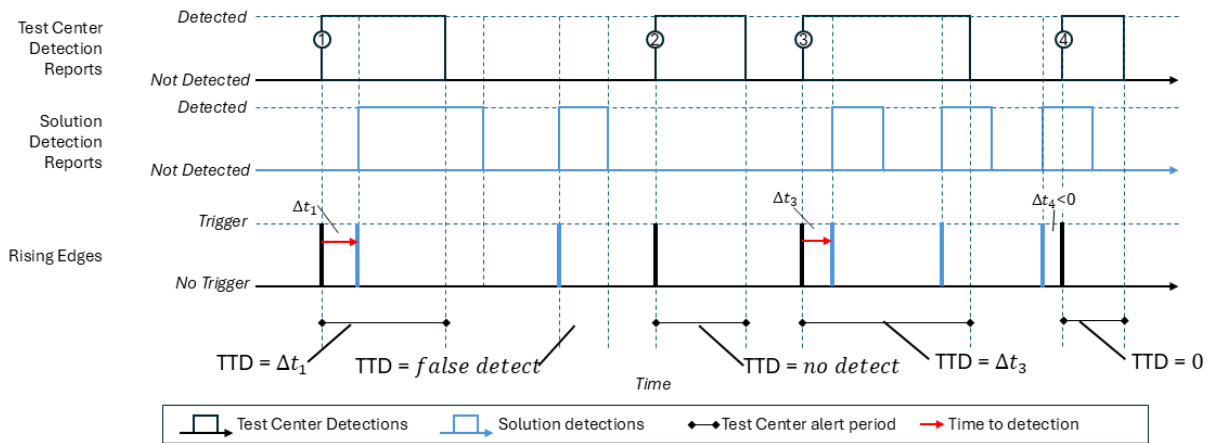 Test Center
Detection
Reports
Detected
Not Detected
1
2
3
4
Solution
Detection
Reports
Detected
Not Detected
Rising Edges
Trigger
No Trigger
Δt₁
Δt₃
Δt₄<0
TTD = Δt₁
TTD = false detect
TTD = no detect
TTD = Δt₃
TTD = 0
Time
Test Center Detections
Solution detections
Test Center alert period
Time to detection